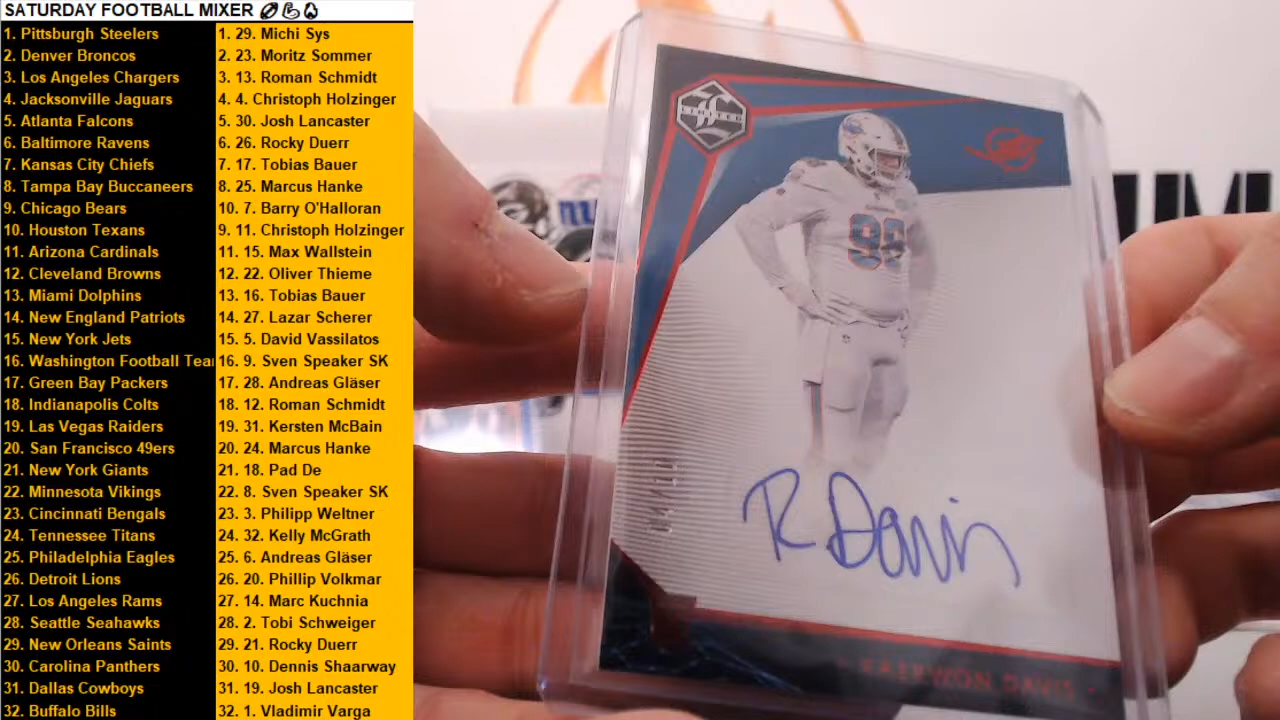 SATURDAY FOOTBALL MIXER
1. Pittsburgh Steelers 1. 29. Michi Sys
2. Denver Broncos 2. 23. Moritz Sommer
3. Los Angeles Chargers 3. 13. Roman Schmidt
4. Jacksonville Jaguars 4. 4. Christoph Holzinger
5. Atlanta Falcons 5. 30. Josh Lancaster
6. Baltimore Ravens 6. 26. Rocky Duerr
7. Kansas City Chiefs 7. 17. Tobias Bauer
8. Tampa Bay Buccaneers 8. 25. Marcus Hanke
9. Chicago Bears 10. 7. Barry O'Halloran
10. Houston Texans 9. 11. Christoph Holzinger
11. Arizona Cardinals 11. 15. Max Wallstein
12. Cleveland Browns 12. 22. Oliver Thieme
13. Miami Dolphins 13. 16. Tobias Bauer
14. New England Patriots 14. 27. Lazar Scherer
15. New York Jets 15. 5. David Vassilatos
16. Washington Football Tea 16. 9. Sven Speaker SK
17. Green Bay Packers 17. 28. Andreas Gläser
18. Indianapolis Colts 18. 12. Roman Schmidt
19. Las Vegas Raiders 19. 31. Kersten McBain
20. San Francisco 49ers 20. 24. Marcus Hanke
21. New York Giants 21. 18. Pad De
22. Minnesota Vikings 22. 8. Sven Speaker SK
23. Cincinnati Bengals 23. 3. Philipp Weltner
24. Tennessee Titans 24. 32. Kelly McGrath
25. Philadelphia Eagles 25. 6. Andreas Gläser
26. Detroit Lions 26. 20. Phillip Volkmar
27. Los Angeles Rams 27. 14. Marc Kuchnia
28. Seattle Seahawks 28. 2. Tobi Schweiger
29. New Orleans Saints 29. 21. Rocky Duerr
30. Carolina Panthers 30. 10. Dennis Shaarway
31. Dallas Cowboys 31. 19. Josh Lancaster
32. Buffalo Bills 32. 1. Vladimir Varga
LIMITED
98
R Davis
RAEKWON DAVIS